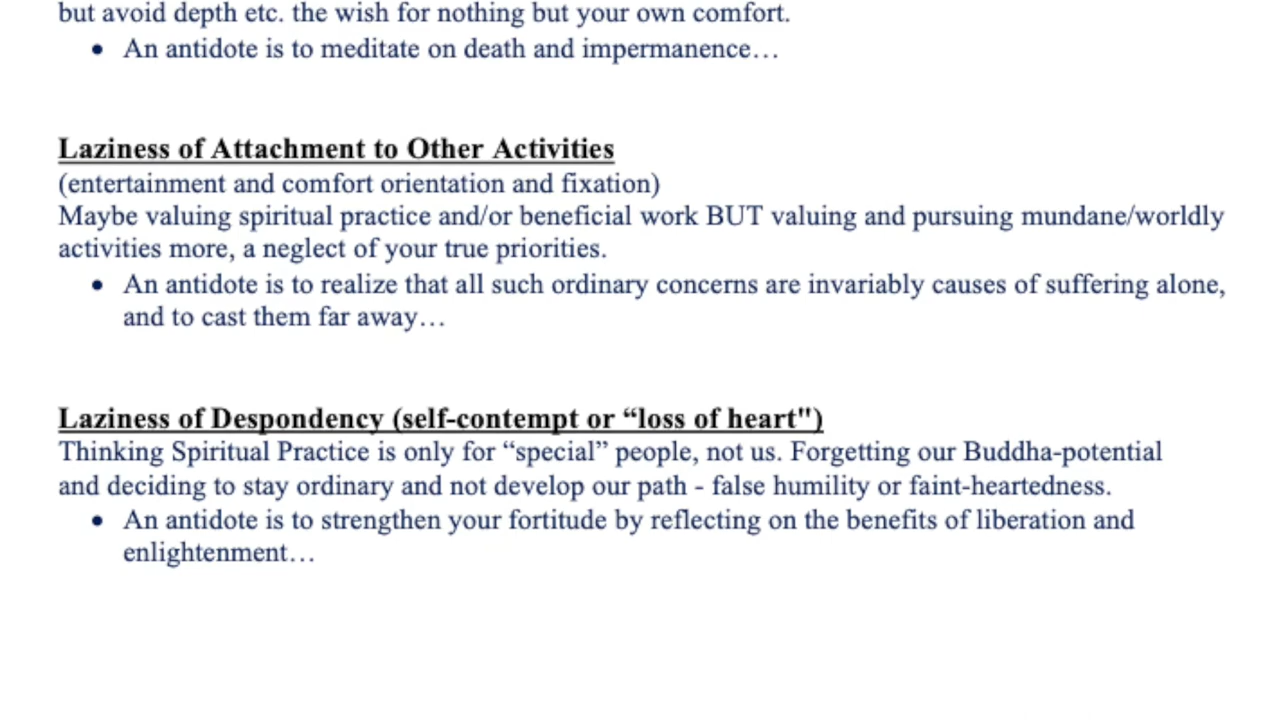 but avoid depth etc. the wish for nothing but your own comfort.
• An antidote is to meditate on death and impermanence…
Laziness of Attachment to Other Activities
(entertainment and comfort orientation and fixation)
Maybe valuing spiritual practice and/or beneficial work BUT valuing and pursuing mundane/worldly
activities more, a neglect of your true priorities.
• An antidote is to realize that all such ordinary concerns are invariably causes of suffering alone,
and to cast them far away…
Laziness of Despondency (self-contempt or “loss of heart")
Thinking Spiritual Practice is only for “special” people, not us. Forgetting our Buddha-potential
and deciding to stay ordinary and not develop our path - false humility or faint-heartedness.
• An antidote is to strengthen your fortitude by reflecting on the benefits of liberation and
enlightenment…